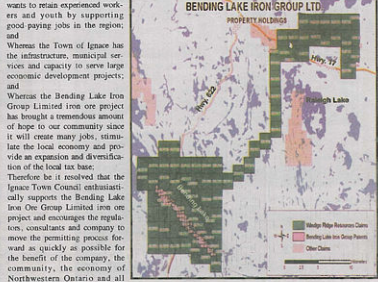 wants to retain experienced work-
ers and youth by supporting
good-paying jobs in the region;
and
Whereas the Town of Ignace has
the infrastructure, municipal ser-
vices and capacity to serve large
economic development projects;
and
Whereas the Bending Lake Iron
Group Limited iron ore project
has brought a tremendous amount
of hope to our community since
it will create many jobs, stimu-
late the local economy and pro-
vide an expansion and diversifica-
tion of the local tax base;
Therefore be it resolved that the
Ignace Town Council enthusiasti-
cally supports the Bending Lake
Iron Ore Group Limited iron ore
project and encourages the regula-
tors, consultants and company to
move the permitting process for-
ward as quickly as possible for
the benefit of the company, the
community, the economy of
Northwestern Ontario and all
BENDING LAKE IRON GROUP LTD
PROPERTY HOLDINGS
Hwy. 17
Hwy. 622
Raleigh Lake
Bending Lake
Ridge Resources Claims
Bending Lake Iron Group Patents
Other Claims